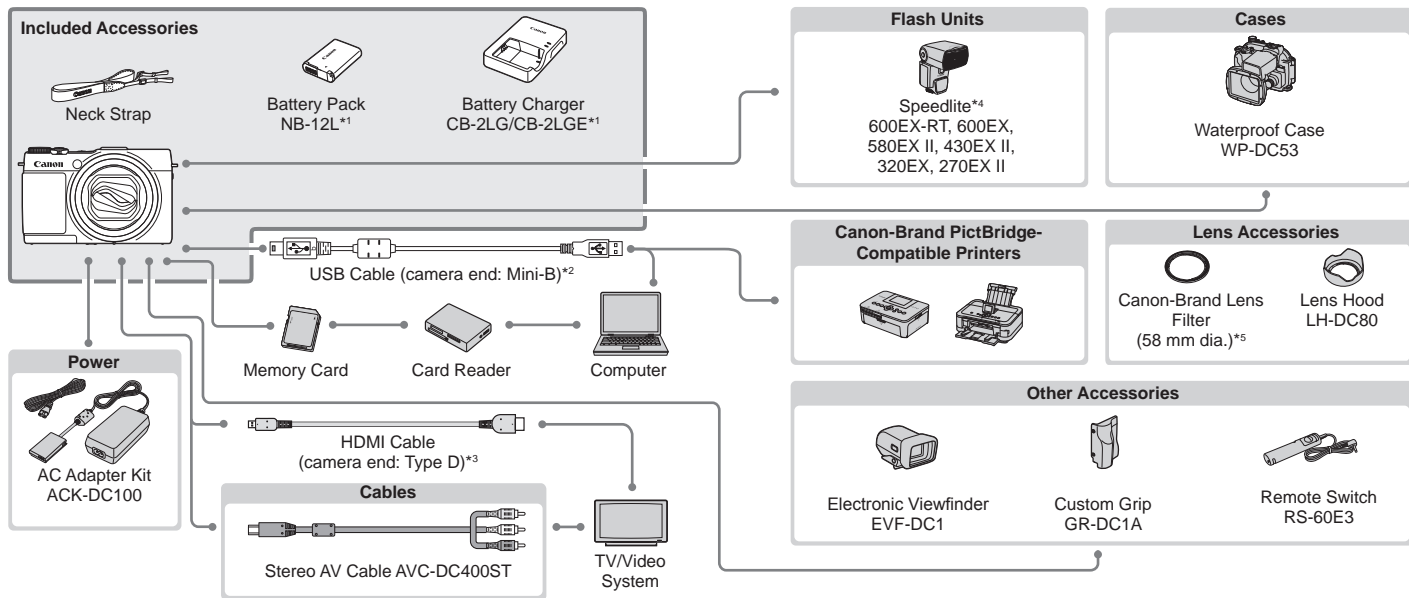 Included Accessories
Neck Strap
Battery Pack
NB-12L*1
Canon
Battery Charger
CB-2LG/CB-2LGE*1
Canon
USB Cable (camera end: Mini-B)*2
Memory Card
Card Reader
Computer
Power
AC Adapter Kit
ACK-DC100
HDMI Cable
(camera end: Type D)*3
Cables
Stereo AV Cable AVC-DC400ST
TV/Video
System
Flash Units
Speedlite*4
600EX-RT, 600EX,
580EX II, 430EX II,
320EX, 270EX II
Cases
Waterproof Case
WP-DC53
Canon-Brand PictBridge-
Compatible Printers
Lens Accessories
Canon-Brand Lens
Filter
(58 mm dia.)*5
Lens Hood
LH-DC80
Other Accessories
Electronic Viewfinder
EVF-DC1
Custom Grip
GR-DC1A
Remote Switch
RS-60E3